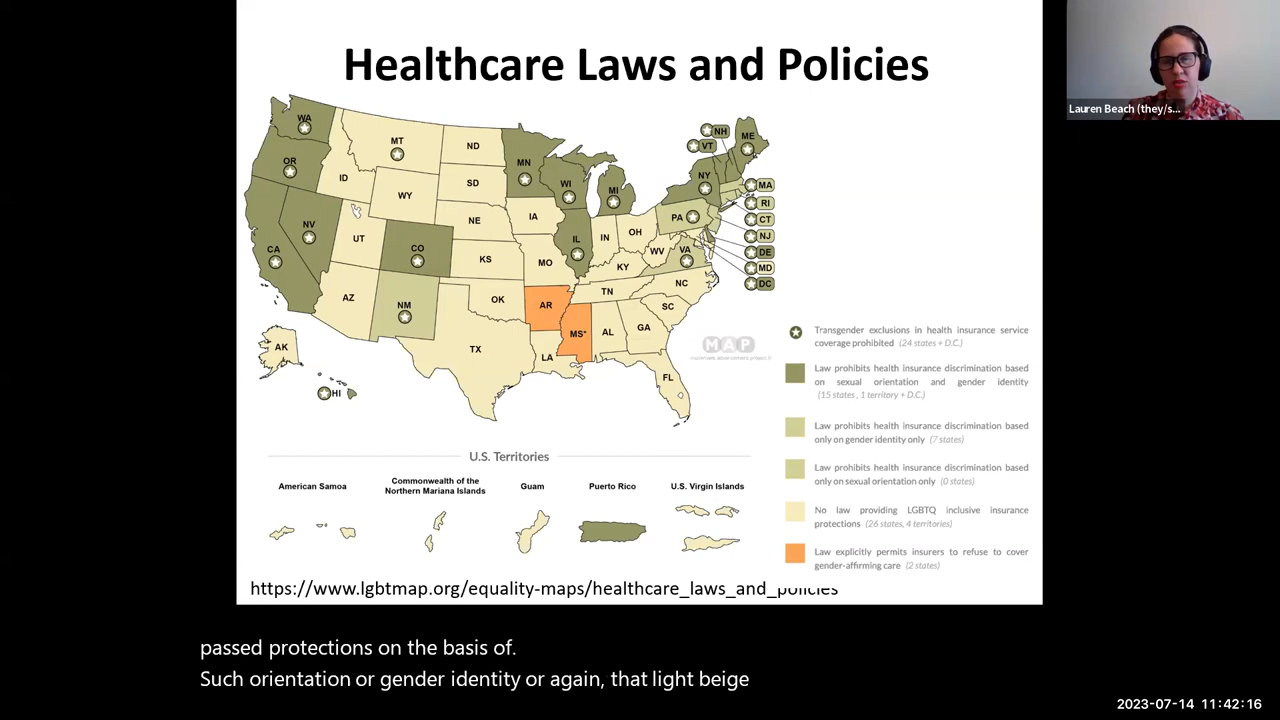 Healthcare Laws and Policies
Lauren Beach (they/s...
WA
MT
ND
MN
ME
NH
VT
OR
ID
SD
WI
MI
NY
MA
WY
RI
NV
NE
IA
PA
CT
CA
UT
CO
IL
IN
OH
NJ
KS
MO
WV
VA
DE
KY
MD
DC
AZ
NM
OK
AR
TN
NC
SC
MS*
AL
GA
TX
LA
FL
AK
HI
MAP
Transgender exclusions in health insurance service
coverage prohibited (24 states + D.C.)
Law prohibits health insurance discrimination based
on sexual orientation and gender identity
(15 states , 1 territory + D.C.)
Law prohibits health insurance discrimination based
only on gender identity only (7 states)
Law prohibits health insurance discrimination based
only on sexual orientation only (0 states)
No law providing LGBTQ inclusive insurance
protections (26 states, 4 territories)
Law explicitly permits insurers to refuse to cover
gender-affirming care (2 states)
U.S. Territories
American Samoa
Commonwealth of the
Northern Mariana Islands
Guam
Puerto Rico
U.S. Virgin Islands
https://www.lgbtmap.org/equality-maps/healthcare_laws_and_policies
passed protections on the basis of.
Such orientation or gender identity or again, that light beige
2023-07-14 11:42:16